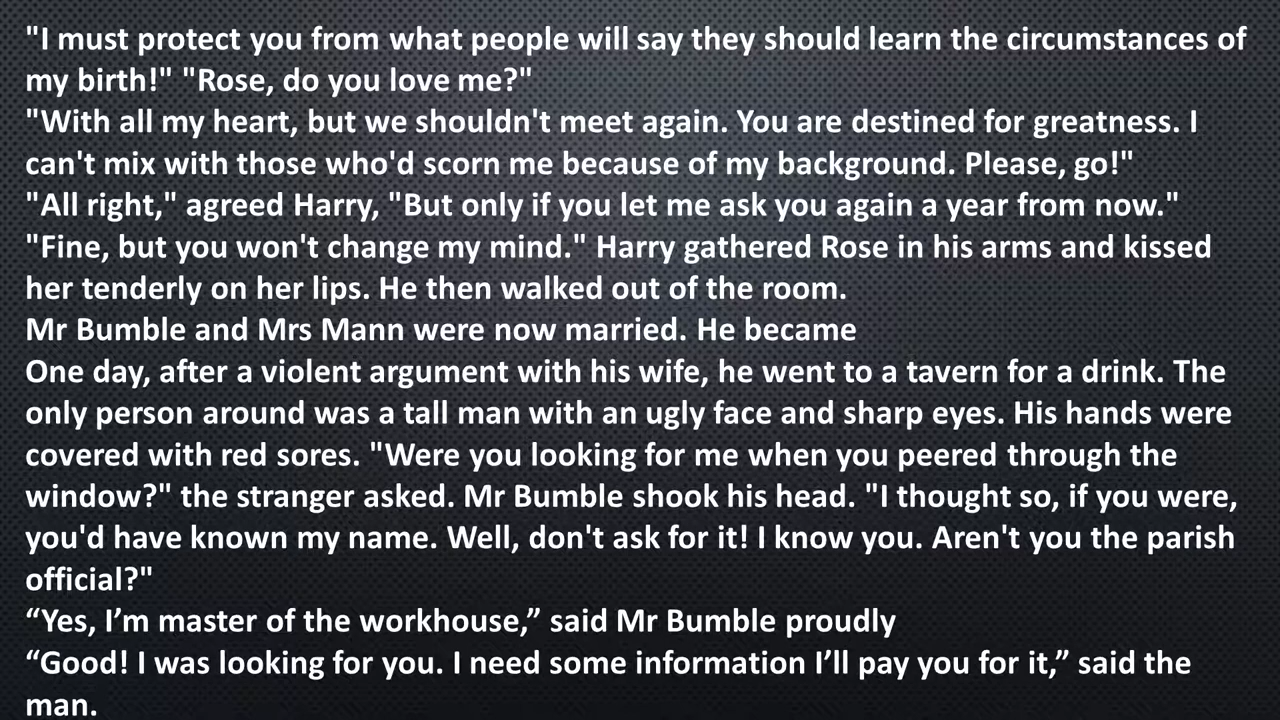 "I must protect you from what people will say they should learn the circumstances of
my birth!" "Rose, do you love me?"
"With all my heart, but we shouldn't meet again. You are destined for greatness. I
can't mix with those who'd scorn me because of my background. Please, go!"
"All right," agreed Harry, "But only if you let me ask you again a year from now."
"Fine, but you won't change my mind." Harry gathered Rose in his arms and kissed
her tenderly on her lips. He then walked out of the room.
Mr Bumble and Mrs Mann were now married. He became
One day, after a violent argument with his wife, he went to a tavern for a drink. The
only person around was a tall man with an ugly face and sharp eyes. His hands were
covered with red sores. "Were you looking for me when you peered through the
window?" the stranger asked. Mr Bumble shook his head. "I thought so, if you were,
you'd have known my name. Well, don't ask for it! I know you. Aren't you the parish
official?"
“Yes, I’m master of the workhouse,” said Mr Bumble proudly
“Good! I was looking for you. I need some information I’ll pay you for it,” said the
man.